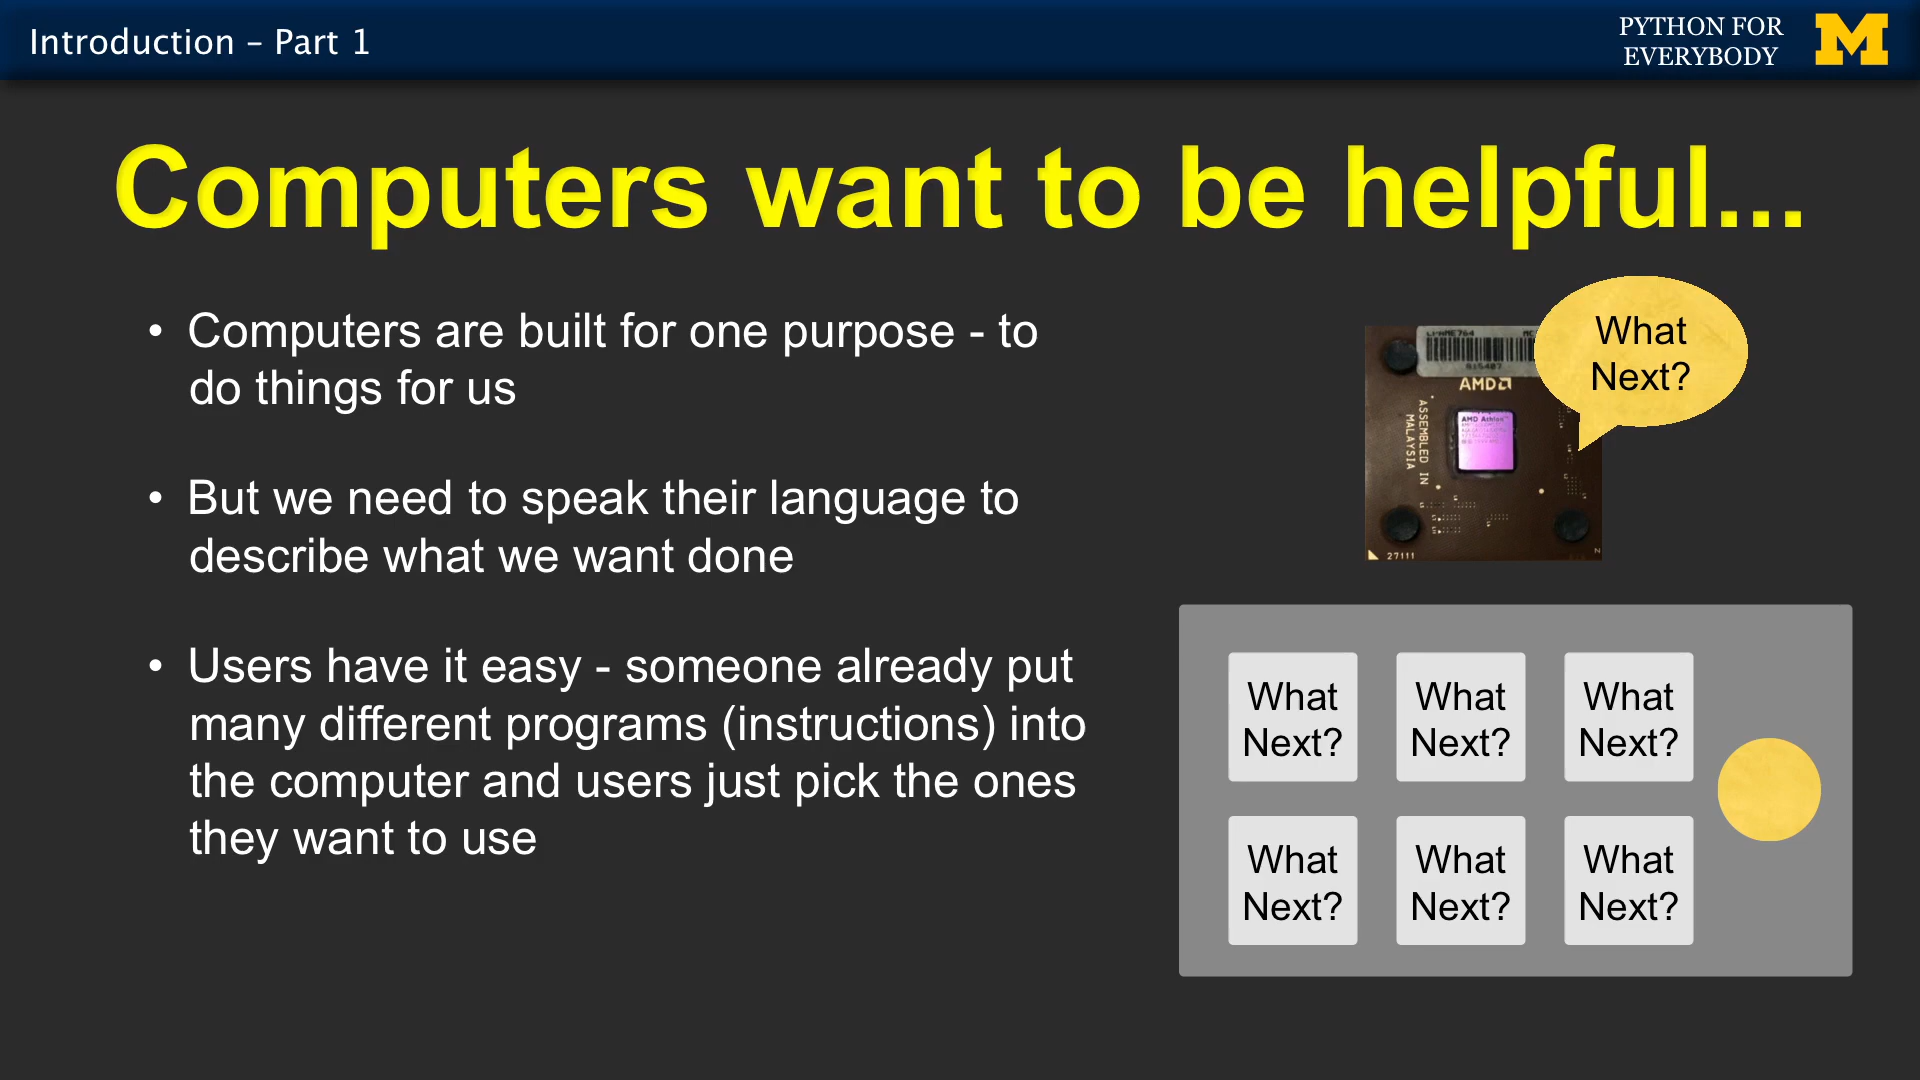 Introduction – Part 1
PYTHON FOR
EVERYBODY
M
Computers want to be helpful...
• Computers are built for one purpose - to
do things for us
• But we need to speak their language to
describe what we want done
• Users have it easy - someone already put
many different programs (instructions) into
the computer and users just pick the ones
they want to use
What
Next?
AMD
AMD Athlon
ASSEMBLED IN
MALAYSIA
27111
What What What
Next? Next? Next?
What What What
Next? Next? Next?